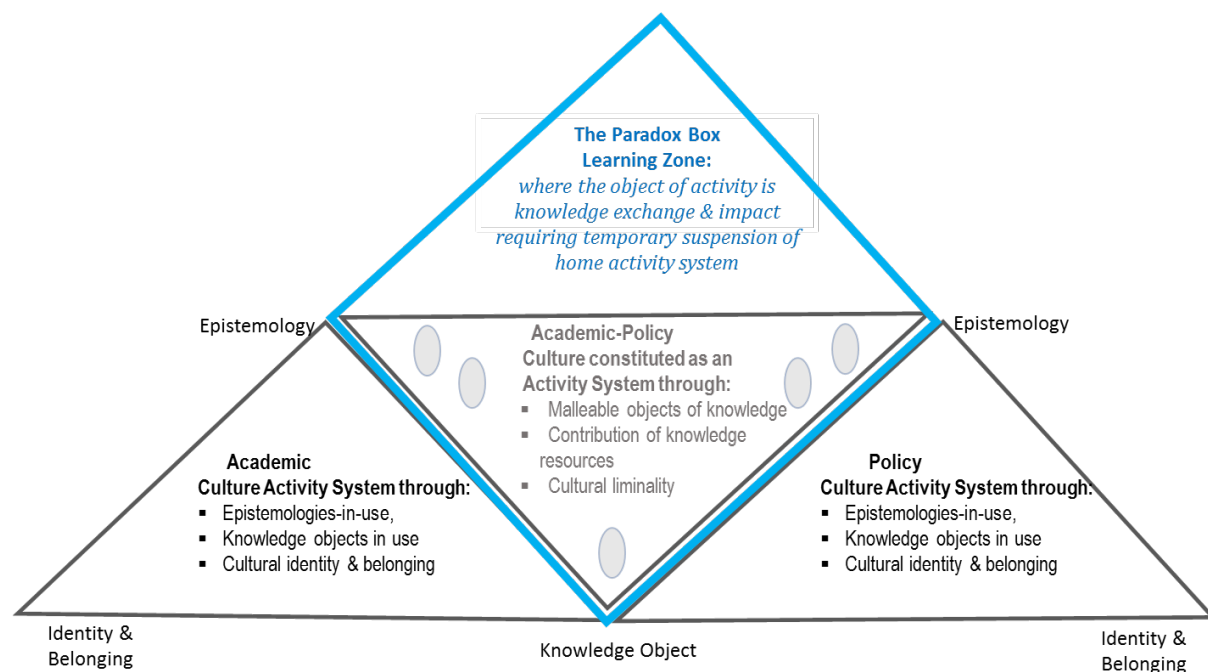 The Paradox Box
Learning Zone:
where the object of activity is
knowledge exchange & impact
requiring temporary suspension of
home activity system
Epistemology
Epistemology
Academic-Policy
Culture constituted as an
Activity System through:
▪ Malleable objects of knowledge
▪ Contribution of knowledge
resources
▪ Cultural liminality
Academic
Culture Activity System through:
▪ Epistemologies-in-use,
▪ Knowledge objects in use
▪ Cultural identity & belonging
Policy
Culture Activity System through:
▪ Epistemologies-in-use,
▪ Knowledge objects in use
▪ Cultural identity & belonging
Identity &
Belonging
Knowledge Object
Identity &
Belonging